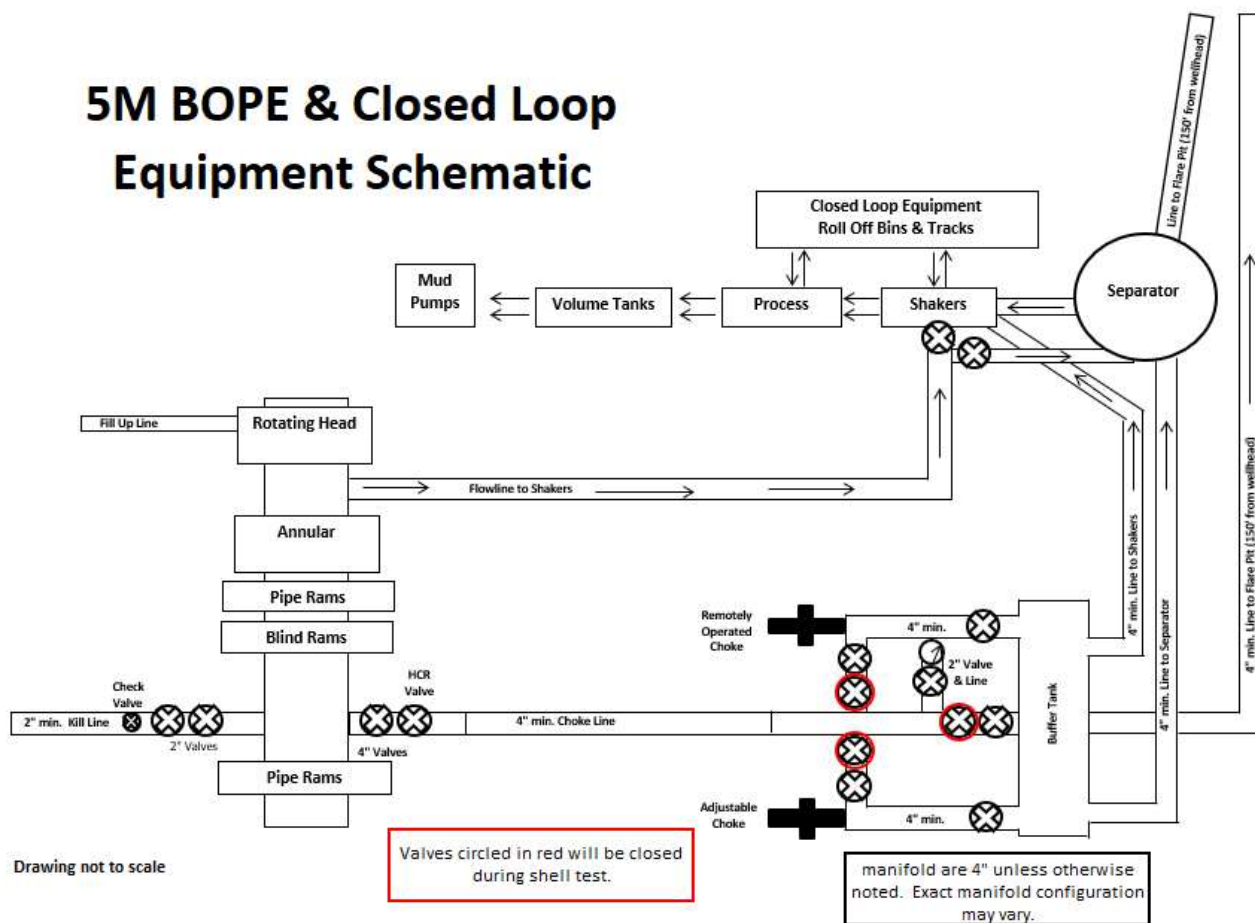 5M BOPE & Closed Loop
Equipment Schematic
Line to Flare Pit (150' from wellhead)
Closed Loop Equipment
Roll Off Bins & Tracks
Mud
Pumps
Volume Tanks
Process
Shakers
Separator
Fill Up Line
Rotating Head
Flowline to Shakers
Annular
Pipe Rams
Blind Rams
Check
Valve
2" min. Kill Line
2" Valves
HCR
Valve
4" Valves
4" min. Choke Line
Pipe Rams
Remotely
Operated
Choke
4" min.
2" Valve
& Line
Adjustable
Choke
4" min.
Buffer Tank
4" min. Line to Shakers
4" min. Line to Separator
4" min. Line to Flare Pit (150' from wellhead)
Drawing not to scale
Valves circled in red will be closed
during shell test.
manifold are 4" unless otherwise
noted. Exact manifold configuration
may vary.